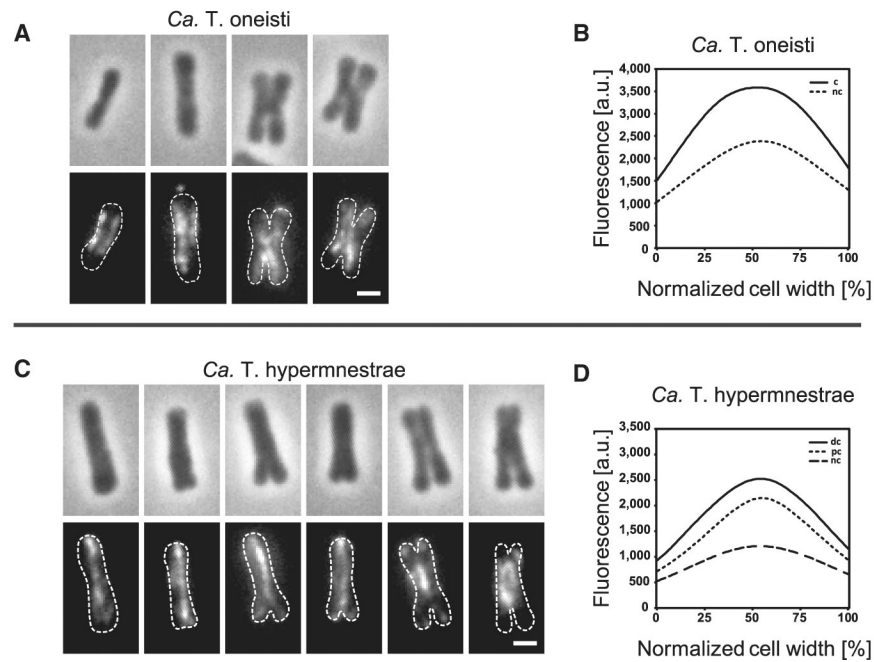 A
Ca. T. oneisti
B
Ca. T. oneisti
Fluorescence [a.u.]
4,000
3,500
3,000
2,500
2,000
1,500
1,000
500
0
c
nc
0 25 50 75 100
Normalized cell width [%]
C
Ca. T. hypermnestrae
D
Ca. T. hypermnestrae
Fluorescence [a.u.]
3,500
3,000
2,500
2,000
1,500
1,000
500
0
dc
pc
nc
0 25 50 75 100
Normalized cell width [%]